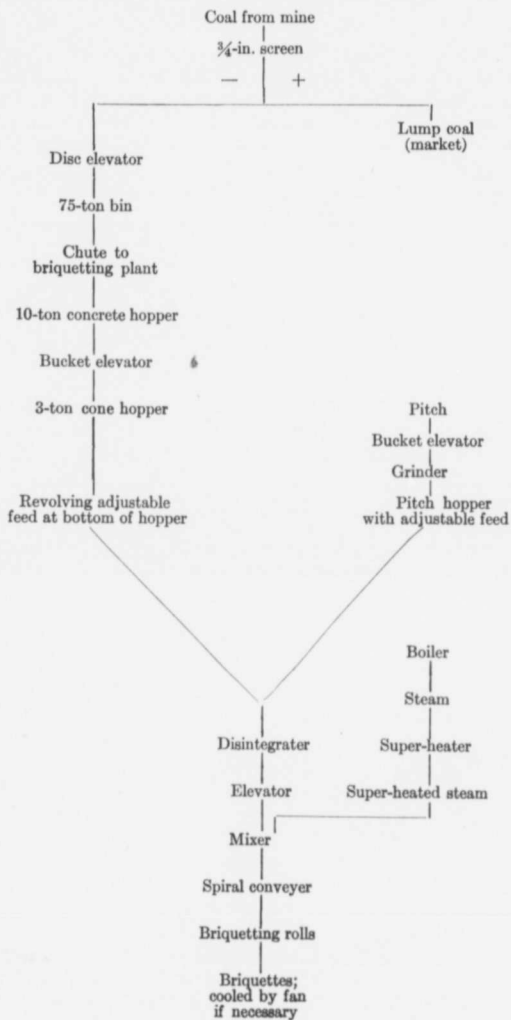 Coal from mine
¾-in. screen
— +
Lump coal
(market)
Disc elevator
75-ton bin
Chute to
briquetting plant
10-ton concrete hopper
Bucket elevator
3-ton cone hopper
Revolving adjustable
feed at bottom of hopper
Pitch
Bucket elevator
Grinder
Pitch hopper
with adjustable feed
Boiler
Steam
Super-heater
Super-heated steam
Disintegrater
Elevator
Mixer
Spiral conveyer
Briquetting rolls
Briquettes;
cooled by fan
if necessary